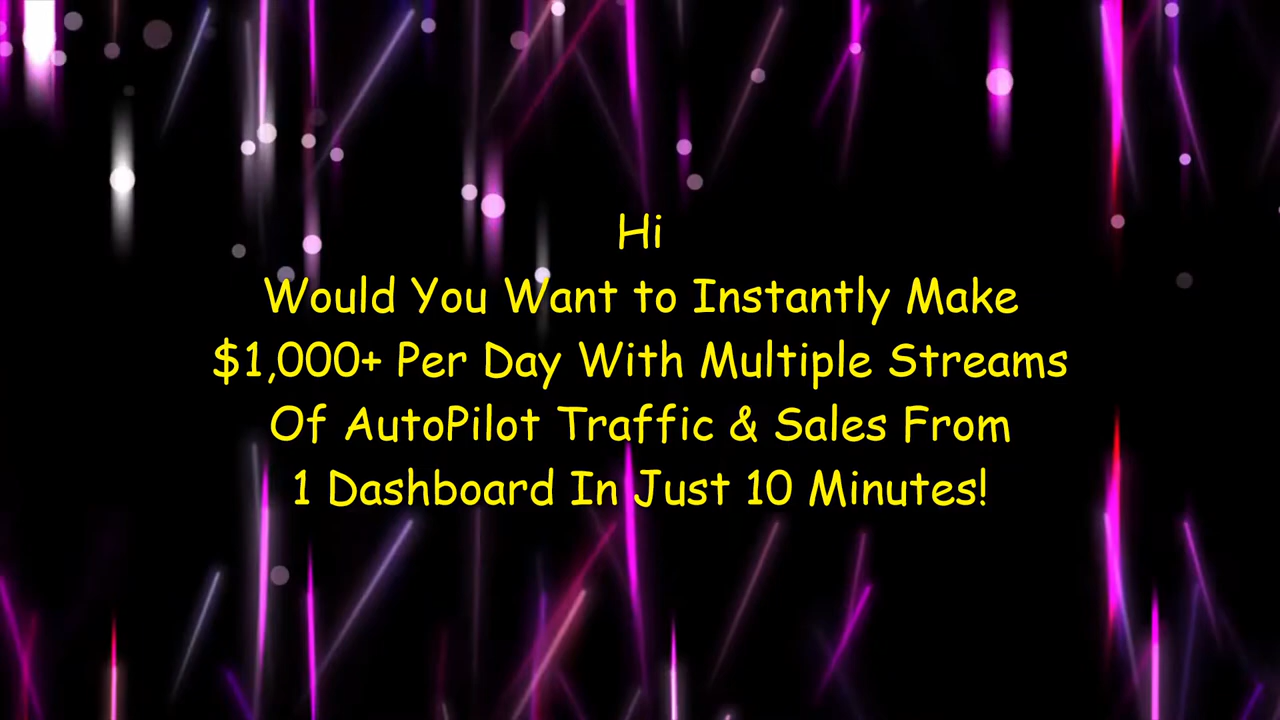 Hi
Would You Want to Instantly Make
$1,000+ Per Day With Multiple Streams
Of AutoPilot Traffic & Sales From
1 Dashboard In Just 10 Minutes!